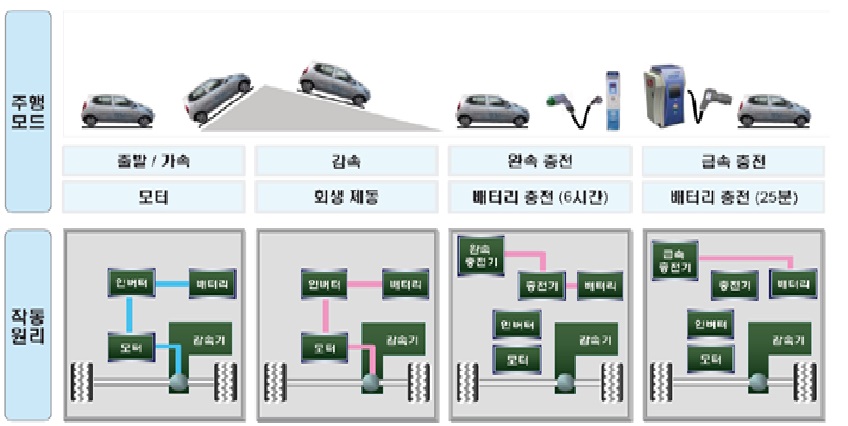 주행
모드
출발 / 가속
감속
완속 충전
급속 충전
모터
회생 제동
배터리 충전 (6시간)
배터리 충전 (25분)
작동
원리
인버터
배터리
모터
감속기
인버터
배터리
모터
감속기
완속
충전기
충전기
배터리
인버터
모터
감속기
급속
충전기
충전기
배터리
인버터
모터
감속기